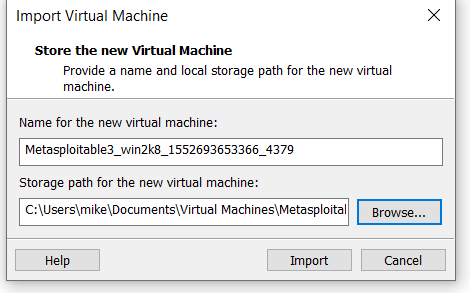 Import Virtual Machine
Store the new Virtual Machine
Provide a name and local storage path for the new virtual
machine.
Name for the new virtual machine:
Metasploitable3_win2k8_1552693653366_4379
Storage path for the new virtual machine:
C:\Users\mike\Documents\Virtual Machines\Metasploital Browse...
Help Import Cancel